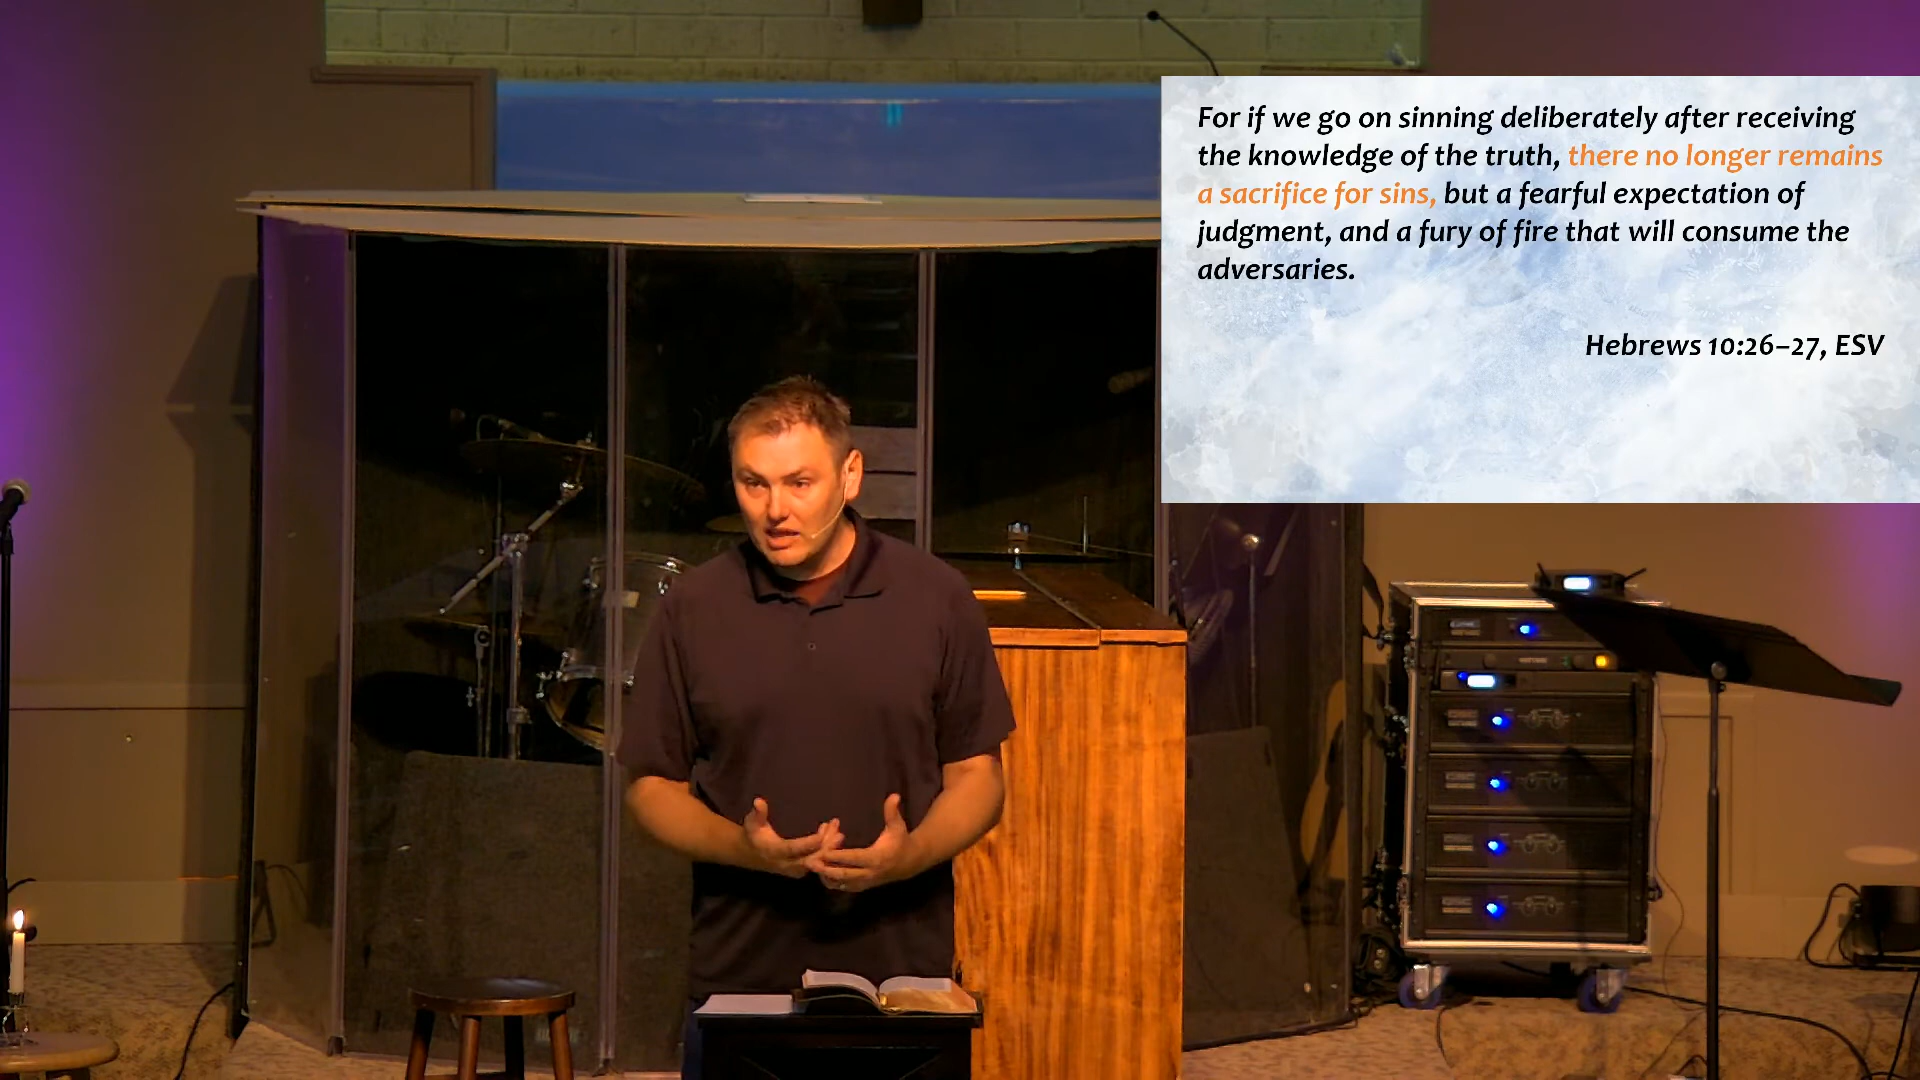 For if we go on sinning deliberately after receiving
the knowledge of the truth, there no longer remains
a sacrifice for sins, but a fearful expectation of
judgment, and a fury of fire that will consume the
adversaries.
Hebrews 10:26–27, ESV